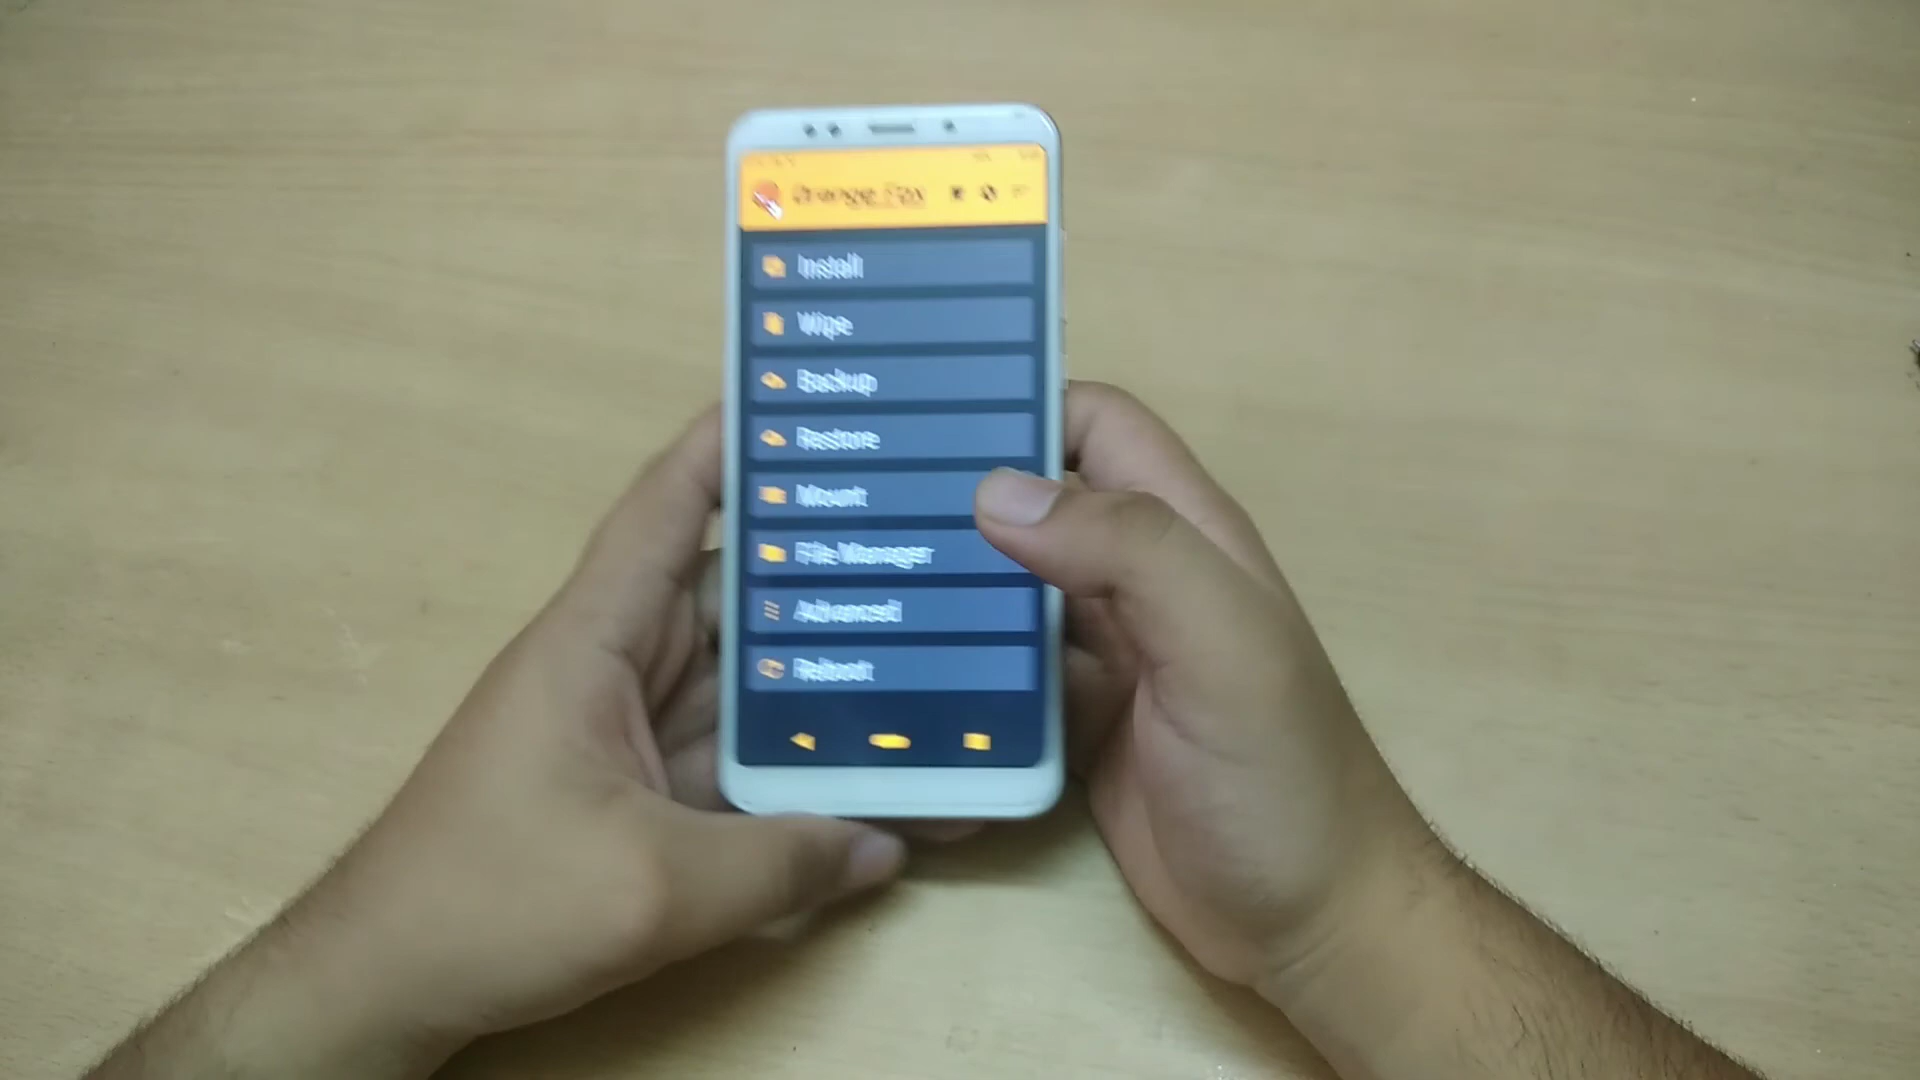 Orange Fox
Install
Wipe
Backup
Restore
Mount
File Manager
Advanced
Reboot